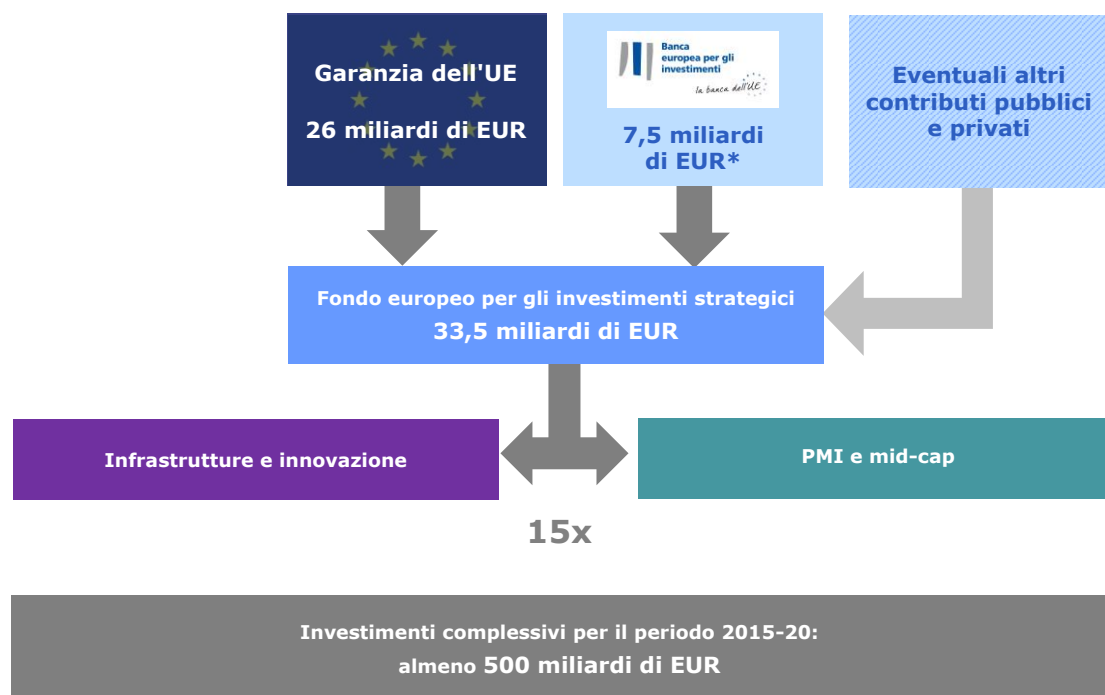 Garanzia dell'UE
26 miliardi di EUR
Banca
europea per gli
investimenti
la banca dell'UE
7,5 miliardi
di EUR*
Eventuali altri
contributi pubblici
e privati
Fondo europeo per gli investimenti strategici
33,5 miliardi di EUR
Infrastrutture e innovazione
PMI e mid-cap
15x
Investimenti complessivi per il periodo 2015-20:
almeno 500 miliardi di EUR